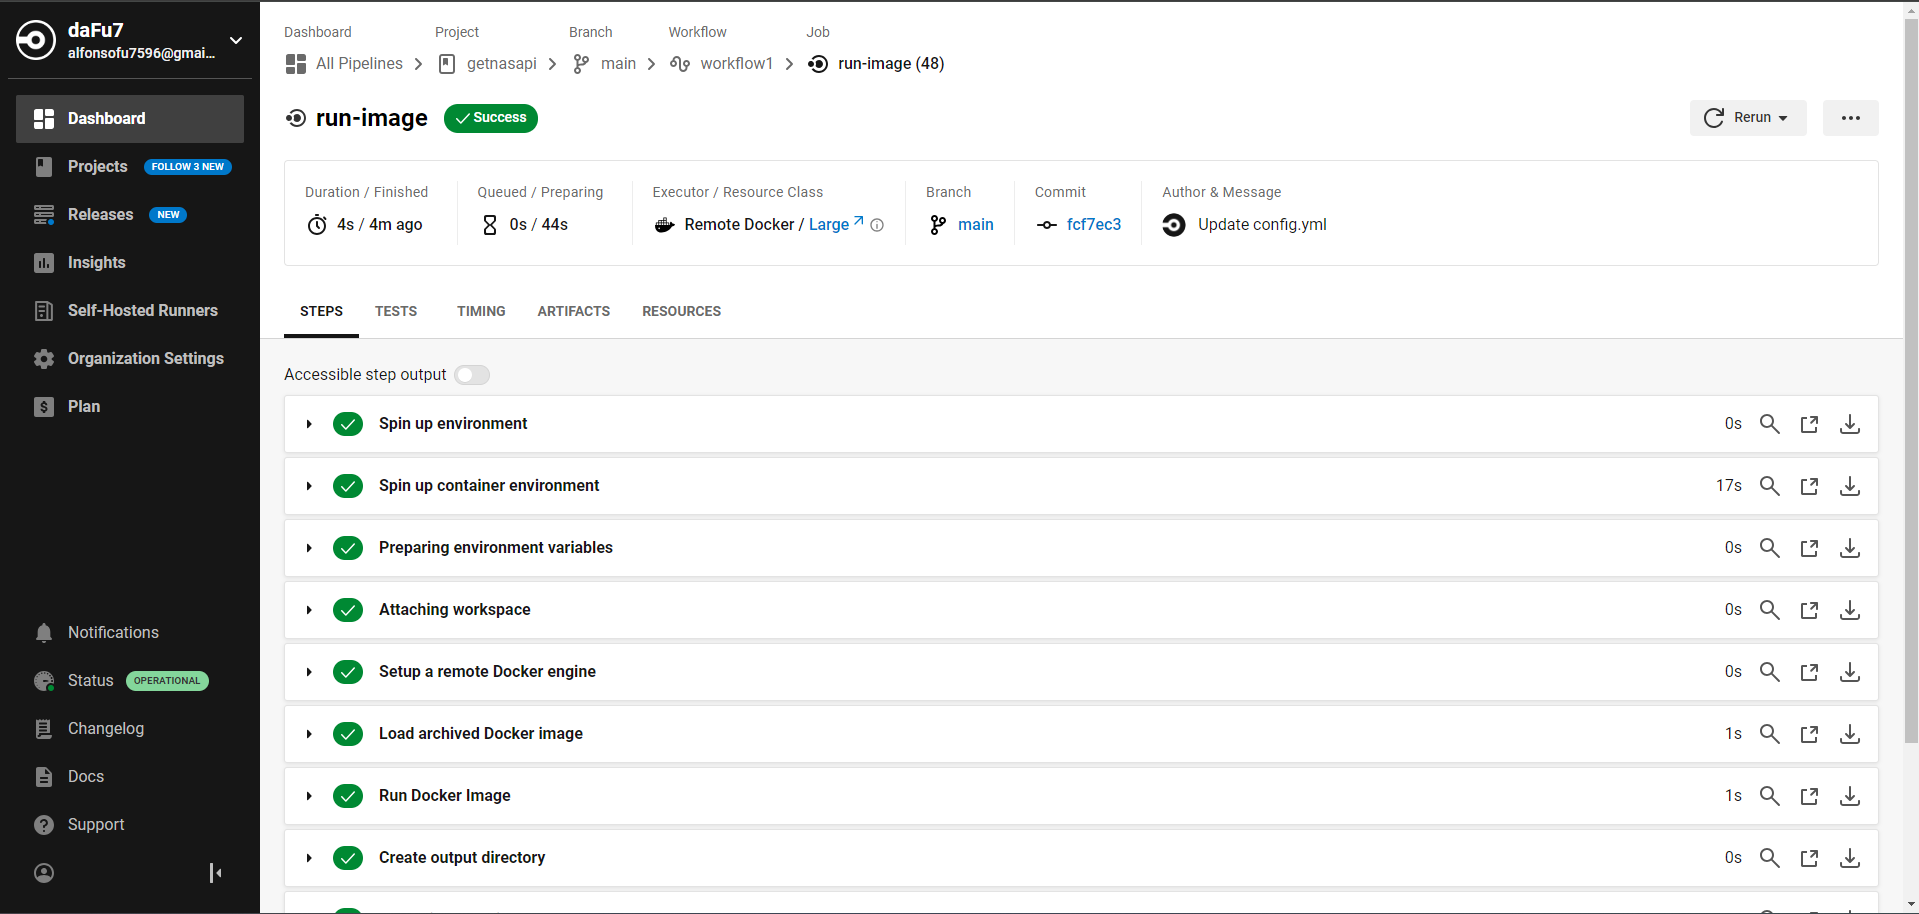 daFu7
alfonsofu7596@gmai...
Dashboard
Projects FOLLOW 3 NEW
Releases NEW
Insights
Self-Hosted Runners
Organization Settings
Plan
Notifications
Status OPERATIONAL
Changelog
Docs
Support
Dashboard Project Branch Workflow Job
All Pipelines getnasapi main workflow1 run-image (48)
run-image Success Rerun
Duration / Finished Queued / Preparing Executor / Resource Class Branch Commit Author & Message
4s / 4m ago 0s / 44s Remote Docker / Large main fcf7ec3 Update config.yml
STEPS TESTS TIMING ARTIFACTS RESOURCES
Accessible step output
Spin up environment 0s
Spin up container environment 17s
Preparing environment variables 0s
Attaching workspace 0s
Setup a remote Docker engine 0s
Load archived Docker image 1s
Run Docker Image 1s
Create output directory 0s